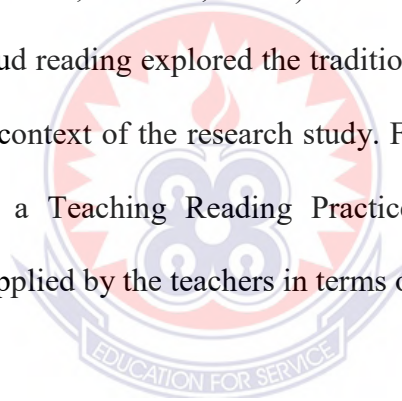 ud reading explored the traditio
context of the research study. F
a Teaching Reading Practice
pplied by the teachers in terms o
EDUCATION FOR SERVICE